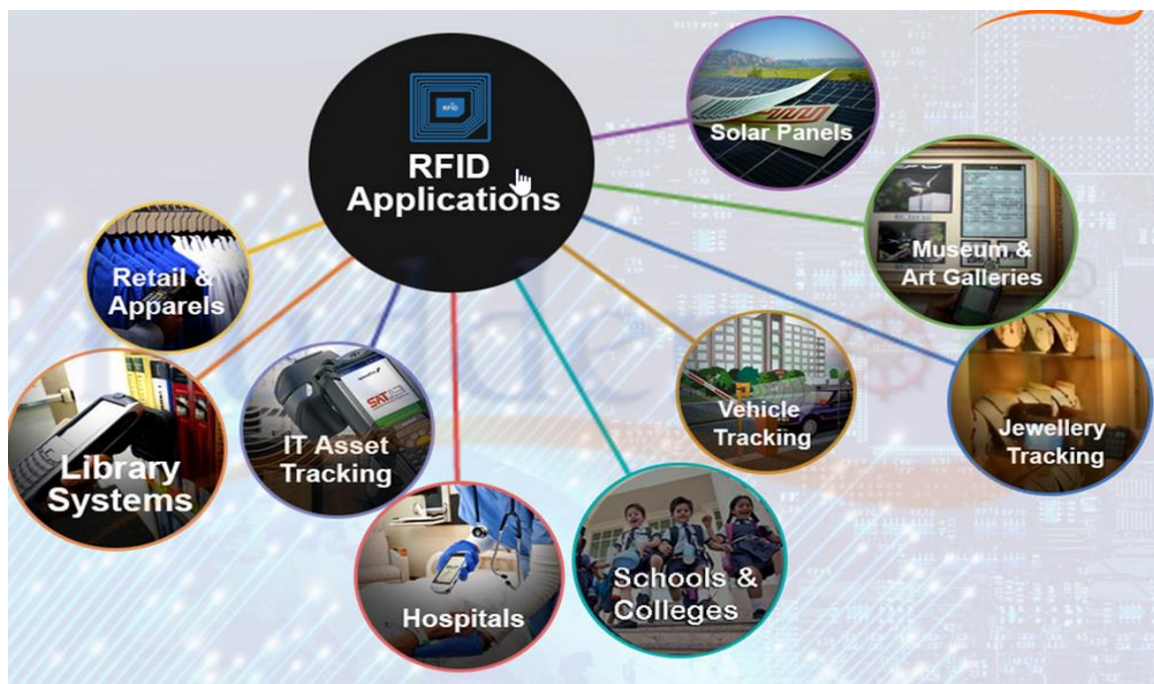 RFID
RFID
Applications
Solar Panels
Museum &
Art Galleries
Retail &
Apparels
Vehicle
Tracking
Jewellery
Tracking
IT Asset
Tracking
Library
Systems
Schools &
Colleges
Hospitals